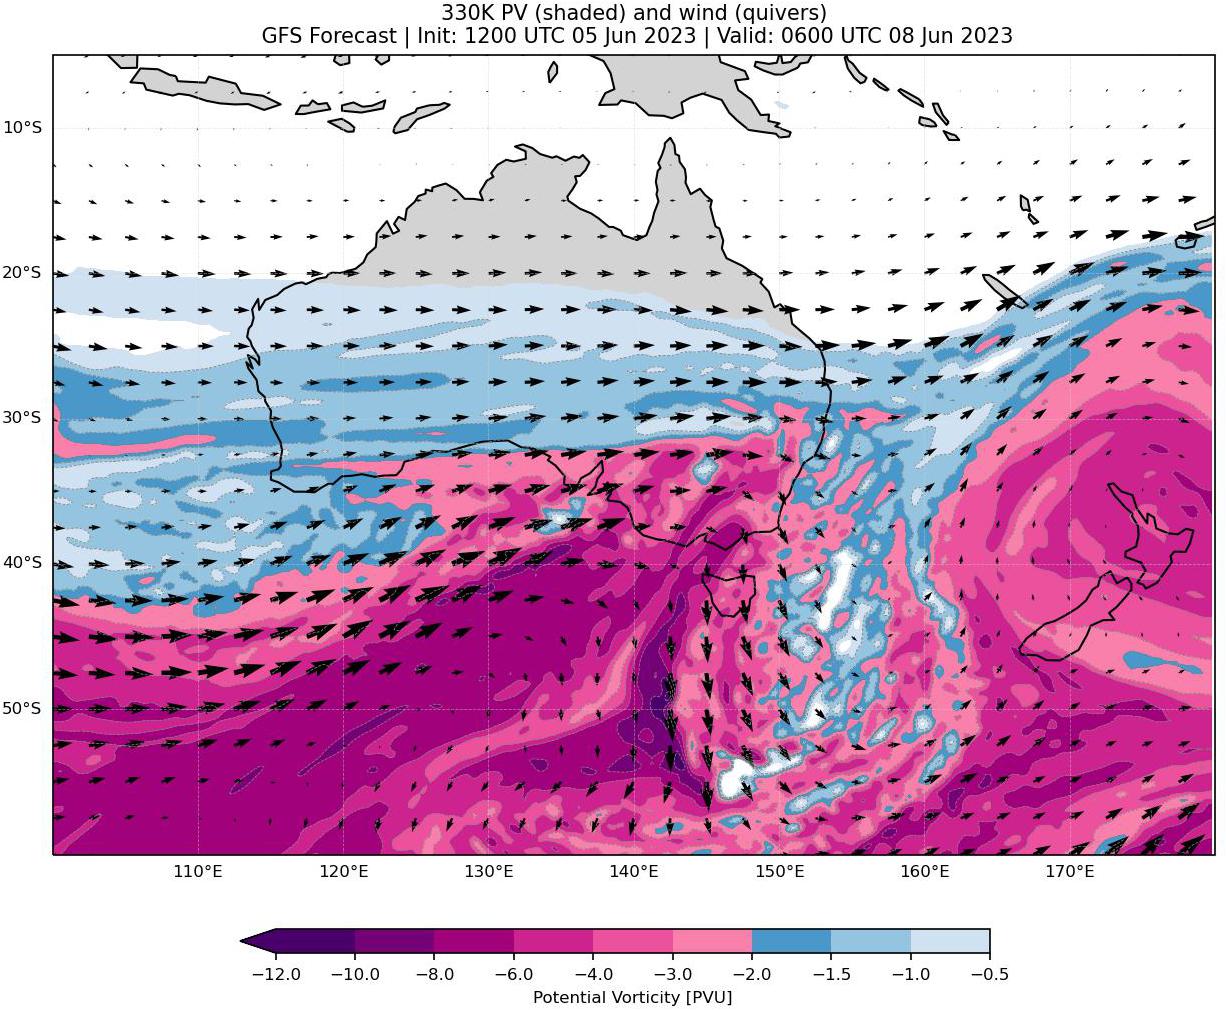 330K PV (shaded) and wind (quivers)
GFS Forecast | Init: 1200 UTC 05 Jun 2023 | Valid: 0600 UTC 08 Jun 2023
10°S
20°S
30°S
40°S
50°S
110°E 120°E 130°E 140°E 150°E 160°E 170°E
−12.0 −10.0 −8.0 −6.0 −4.0 −3.0 −2.0 −1.5 −1.0 −0.5
Potential Vorticity [PVU]